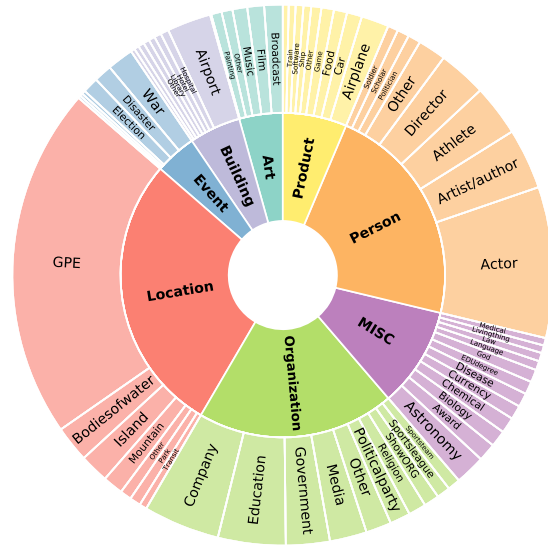 Art
Product
Person
MISC
Organization
Location
Event
Building
Painting
Other
Music
Film
Broadcast
Train
Software
Ship
Other
Game
Food
Car
Airplane
Soldier
Scholar
Politician
Other
Director
Athlete
Artist/author
Actor
Medical
Livingthing
Law
Language
God
EDUdegree
Disease
Currency
Chemical
Biology
Award
Astronomy
Sportsteam
Sportsleague
ShowORG
Religion
Politicalparty
Other
Media
Government
Education
Company
Transit
Park
Other
Mountain
Island
Bodiesofwater
GPE
Election
Disaster
War
Other
Library
Hotel
Hospital
Airport